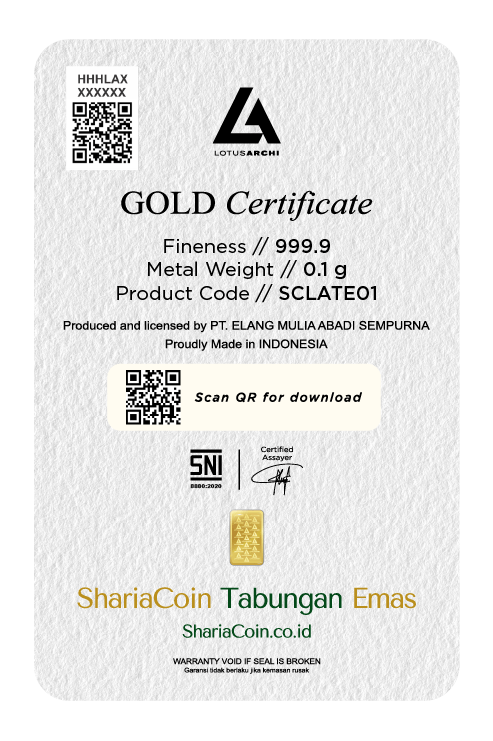 HHHLAX
XXXXXX
LOTUSARCHI
GOLD Certificate
Fineness // 999.9
Metal Weight // 0.1 g
Product Code // SCLATE01
Produced and licensed by PT. ELANG MULIA ABADI SEMPURNA
Proudly Made in INDONESIA
Scan QR for download
SNI
8880:2020
Certified
Assayer
ShariaCoin Tabungan Emas
ShariaCoin.co.id
WARRANTY VOID IF SEAL IS BROKEN
Garansi tidak berlaku jika kemasan rusak